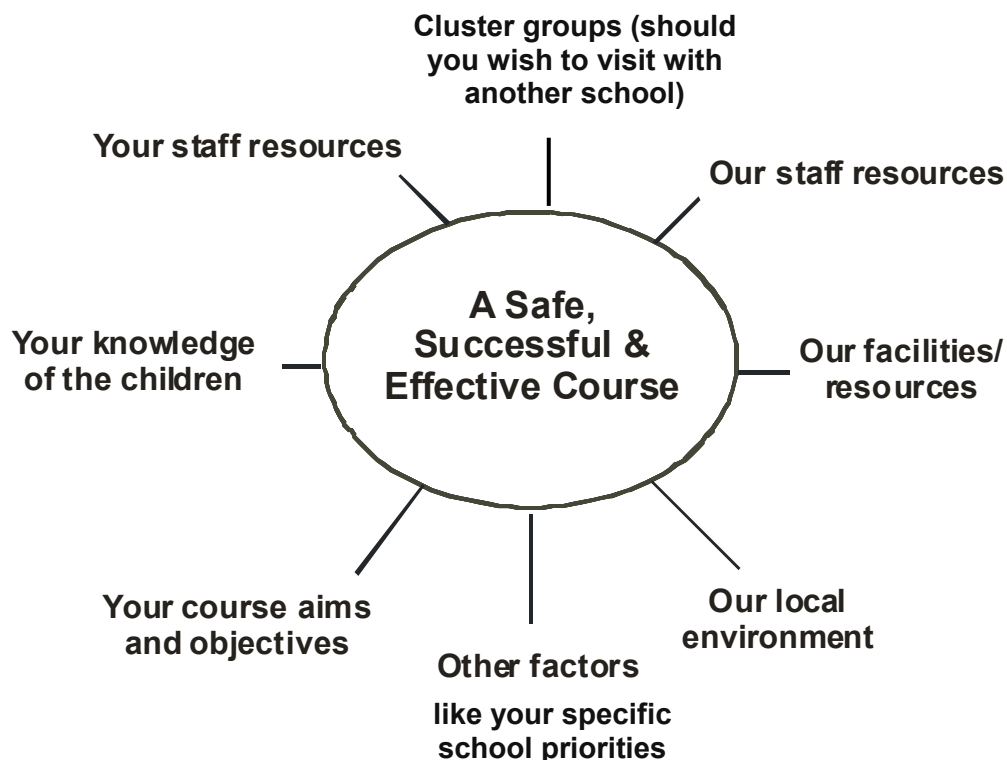 Cluster groups (should
you wish to visit with
another school)
Your staff resources
Our staff resources
A Safe,
Successful &
Effective Course
Your knowledge
of the children
Our facilities/
resources
Your course aims
and objectives
Our local
environment
Other factors
like your specific
school priorities